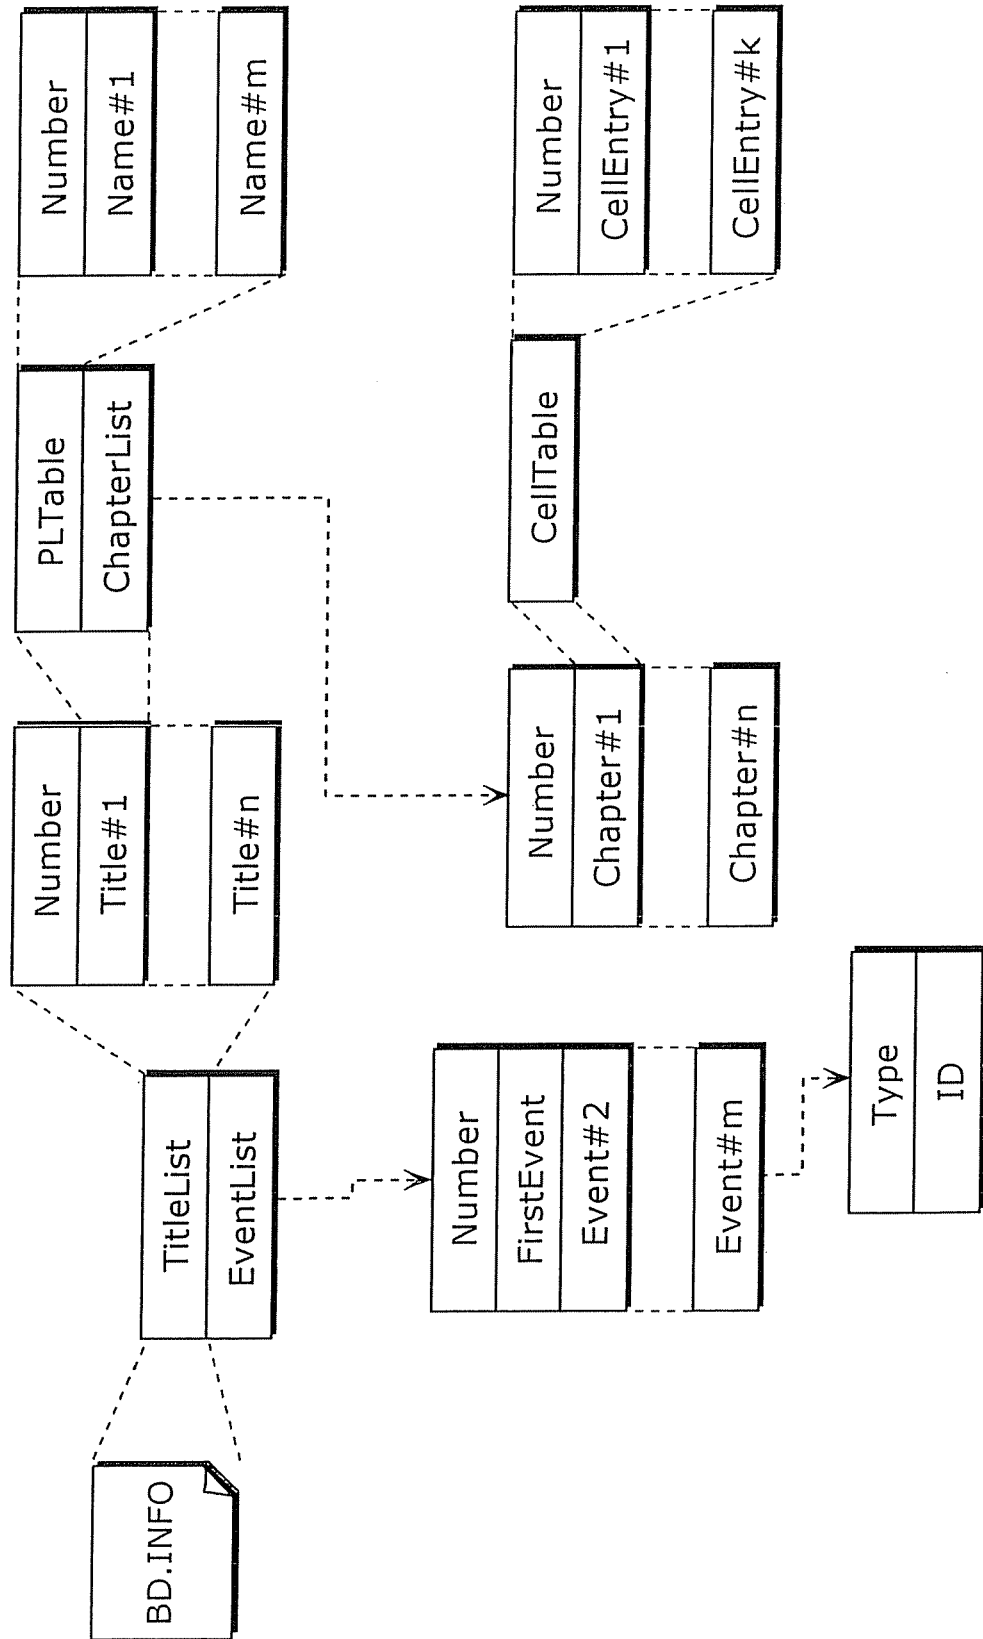 BD.INFO
TitleList
EventList
Number
Title#1
Title#n
PLTable
ChapterList
Number
Name#1
Name#m
Number
FirstEvent
Event#2
Event#m
Type
ID
Number
Chapter#1
Chapter#n
CellTable
Number
CellEntry#1
CellEntry#k